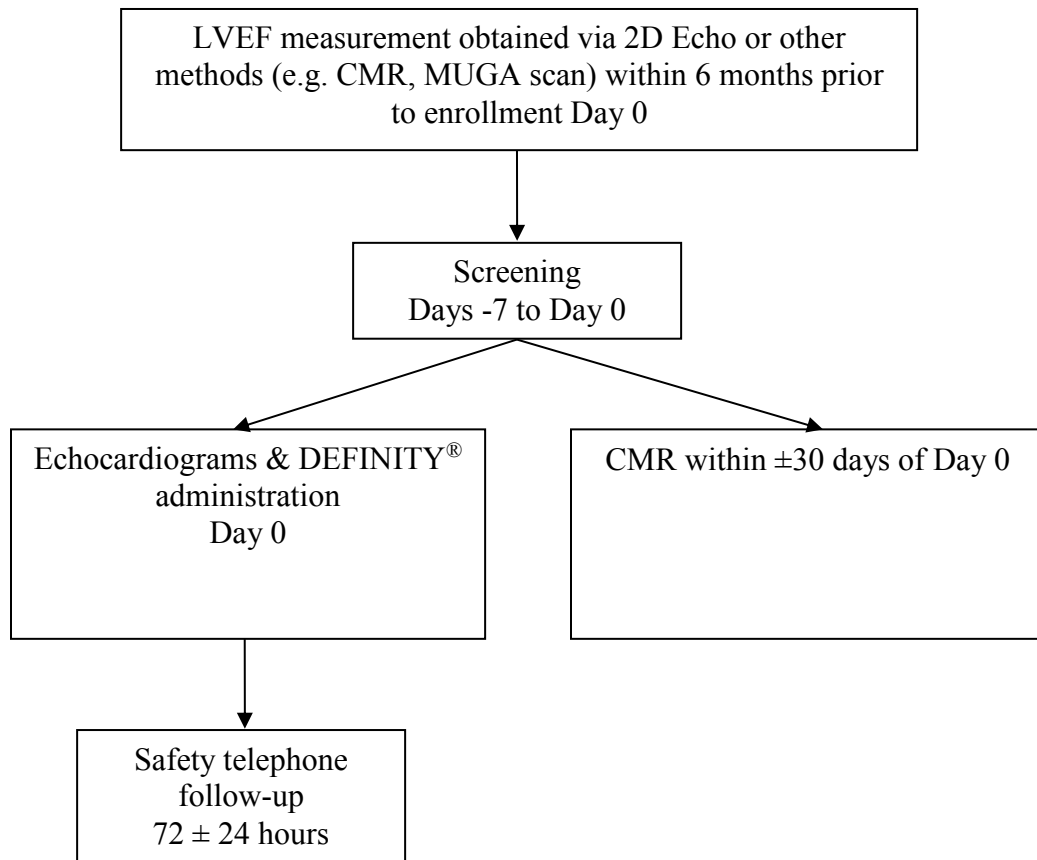 LVEF measurement obtained via 2D Echo or other
methods (e.g. CMR, MUGA scan) within 6 months prior
to enrollment Day 0
Screening
Days -7 to Day 0
Echocardiograms & DEFINITY®
administration
Day 0
CMR within ±30 days of Day 0
Safety telephone
follow-up
72 ± 24 hours